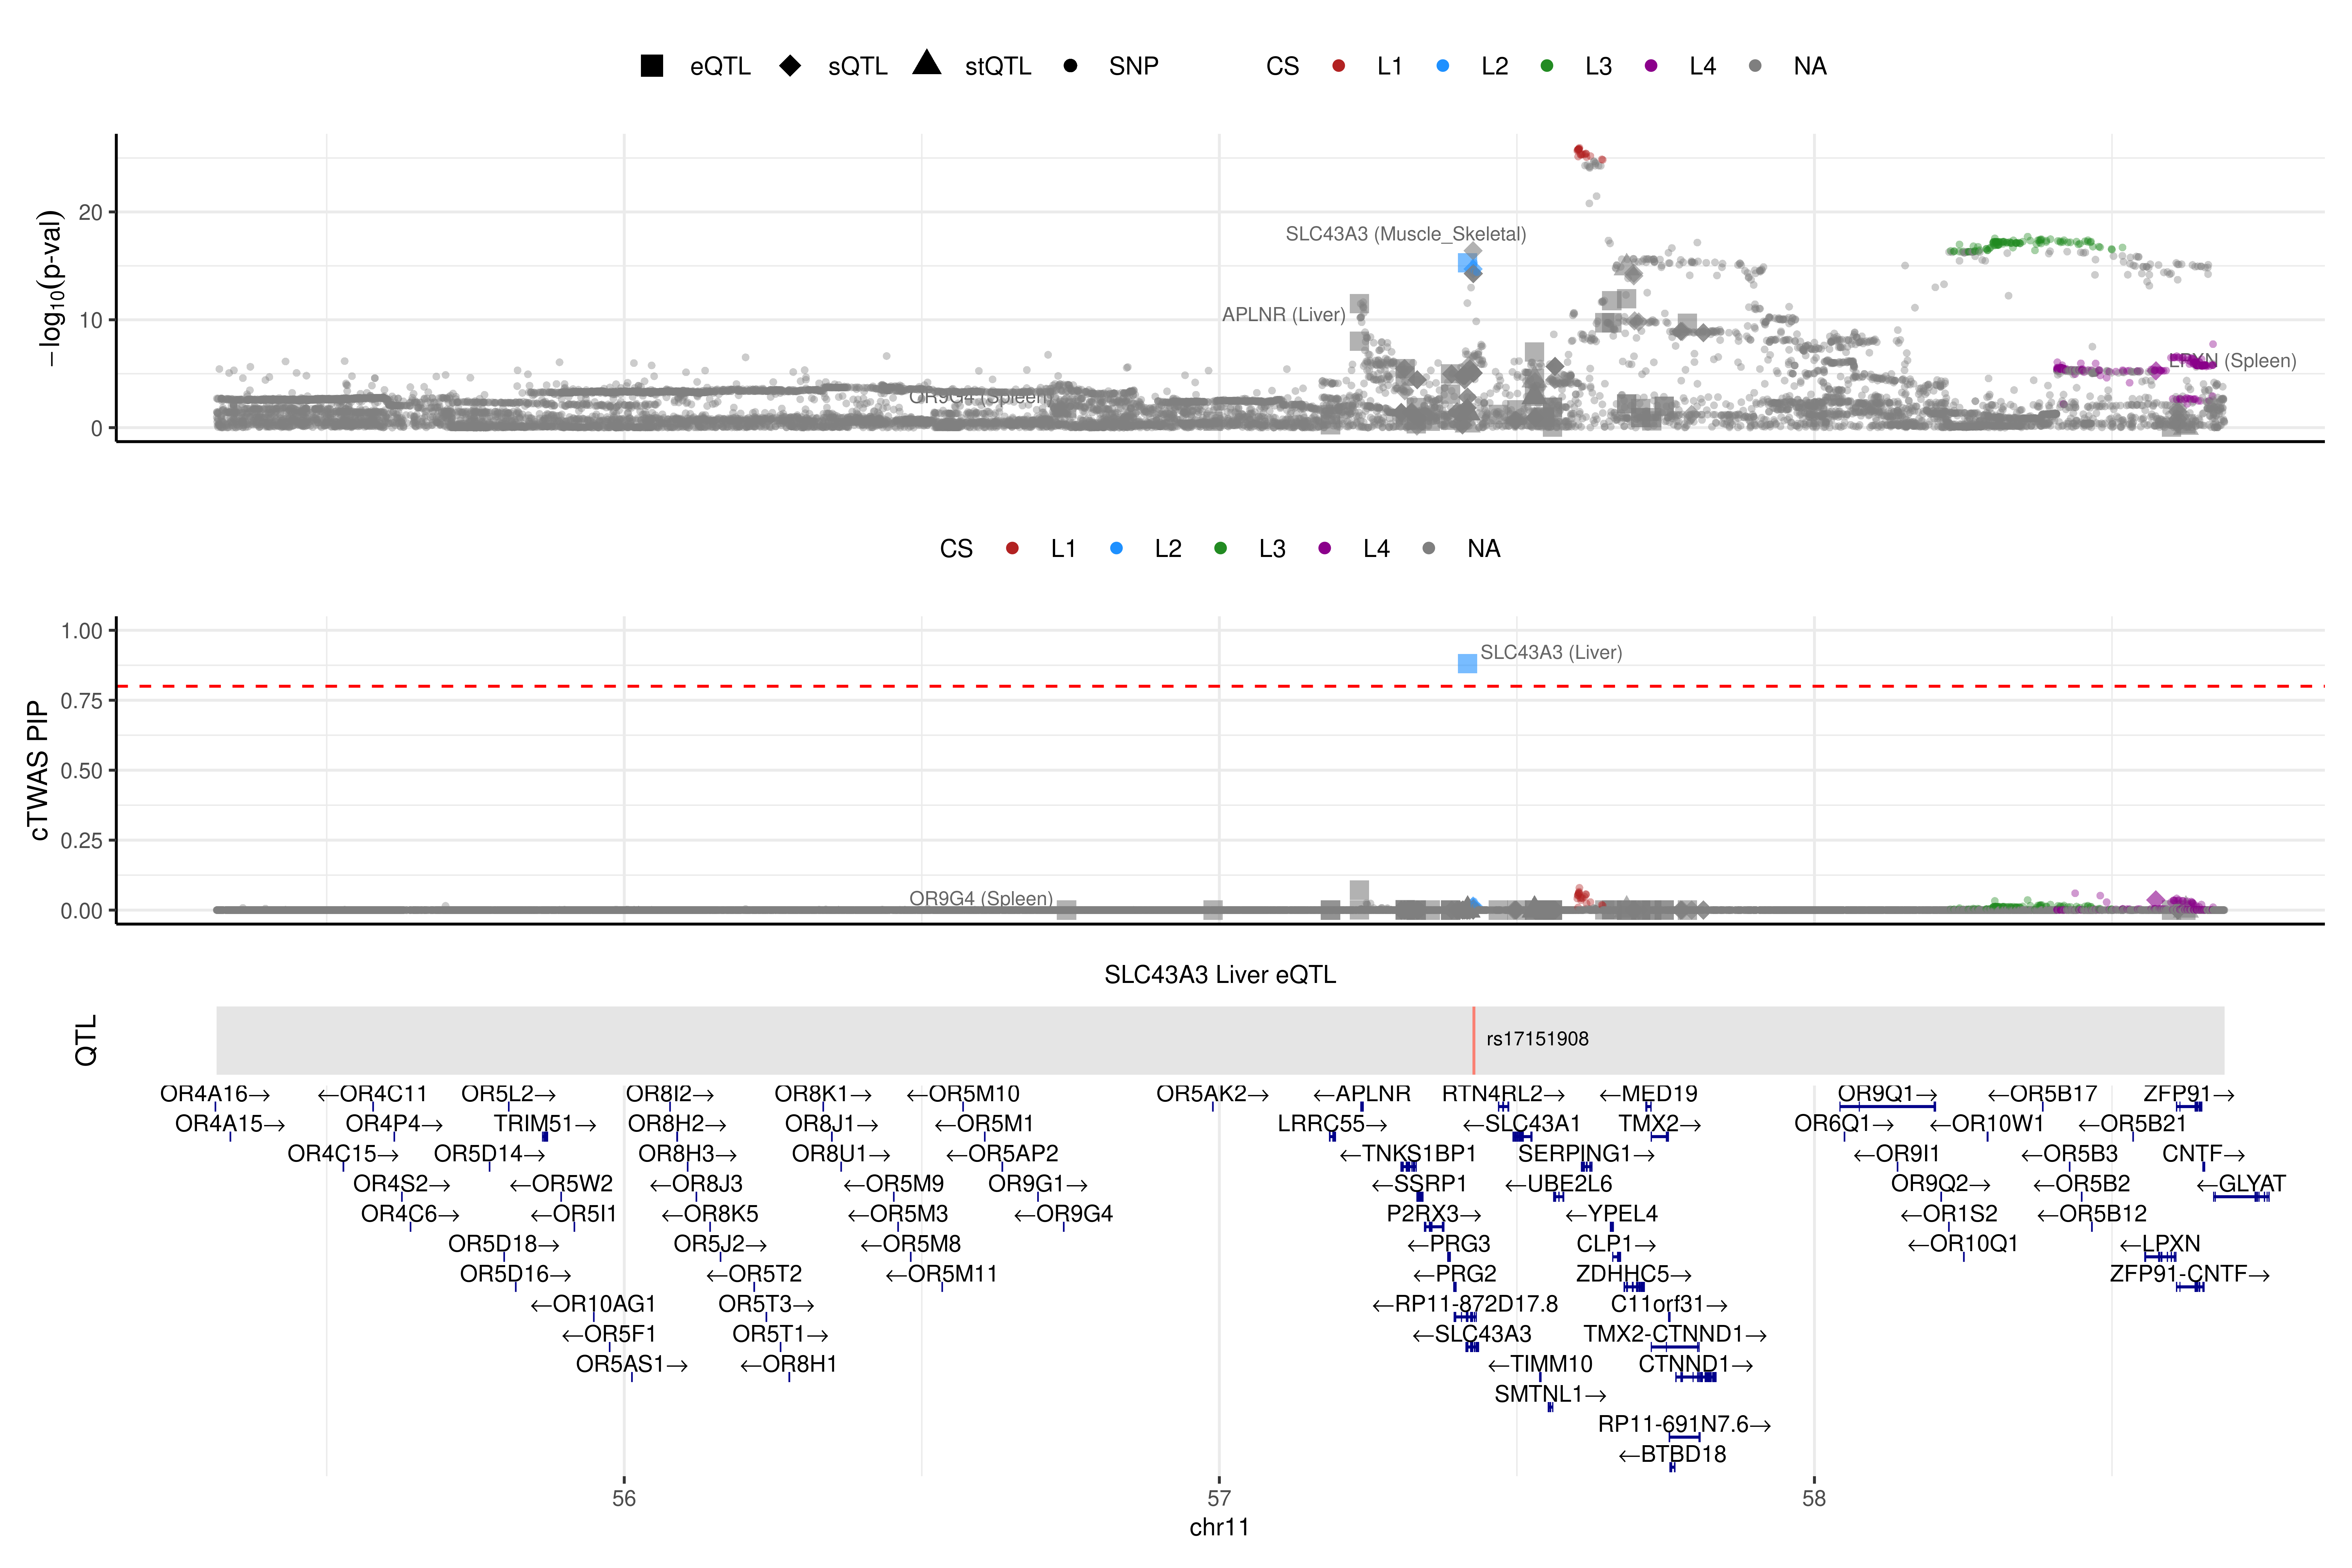 eQTL sQTL stQTL SNP CS L1 L2 L3 L4 NA
−log10(p-val)
20
10
0
SLC43A3 (Muscle_Skeletal)
APLNR (Liver)
OR9G4 (Spleen)
LPXN (Spleen)
CS L1 L2 L3 L4 NA
cTWAS PIP
1.00
0.75
0.50
0.25
0.00
SLC43A3 (Liver)
OR9G4 (Spleen)
SLC43A3 Liver eQTL
QTL
rs17151908
OR4A16→ ←OR4C11 OR5L2→ OR8I2→ OR8K1→ ←OR5M10 OR5AK2→ ←APLNR RTN4RL2→ ←MED19 OR9Q1→ ←OR5B17 ZFP91→
OR4A15→ OR4P4→ TRIM51→ OR8H2→ OR8J1→ ←OR5M1 LRRC55→ ←SLC43A1 TMX2→ OR6Q1→ ←OR10W1 ←OR5B21
OR4C15→ OR5D14→ OR8H3→ OR8U1→ ←OR5AP2 ←TNKS1BP1 SERPING1→ ←OR9I1 ←OR5B3 CNTF→
OR4S2→ ←OR5W2 ←OR8J3 ←OR5M9 OR9G1→ ←SSRP1 ←UBE2L6 OR9Q2→ ←OR5B2 ←GLYAT
OR4C6→ ←OR5I1 ←OR8K5 ←OR5M3 ←OR9G4 P2RX3→ ←YPEL4 ←OR1S2 ←OR5B12
OR5D18→ OR5J2→ ←OR5M8 ←PRG3 CLP1→ ←OR10Q1 ←LPXN
OR5D16→ ←OR5T2 ←OR5M11 ←PRG2 ZDHHC5→ ZFP91-CNTF→
←OR10AG1 OR5T3→ ←RP11-872D17.8 C11orf31→
←OR5F1 OR5T1→ ←SLC43A3 TMX2-CTNND1→
OR5AS1→ ←OR8H1 ←TIMM10 CTNND1→
SMTNL1→
RP11-691N7.6→
←BTBD18
56 57 58
chr11